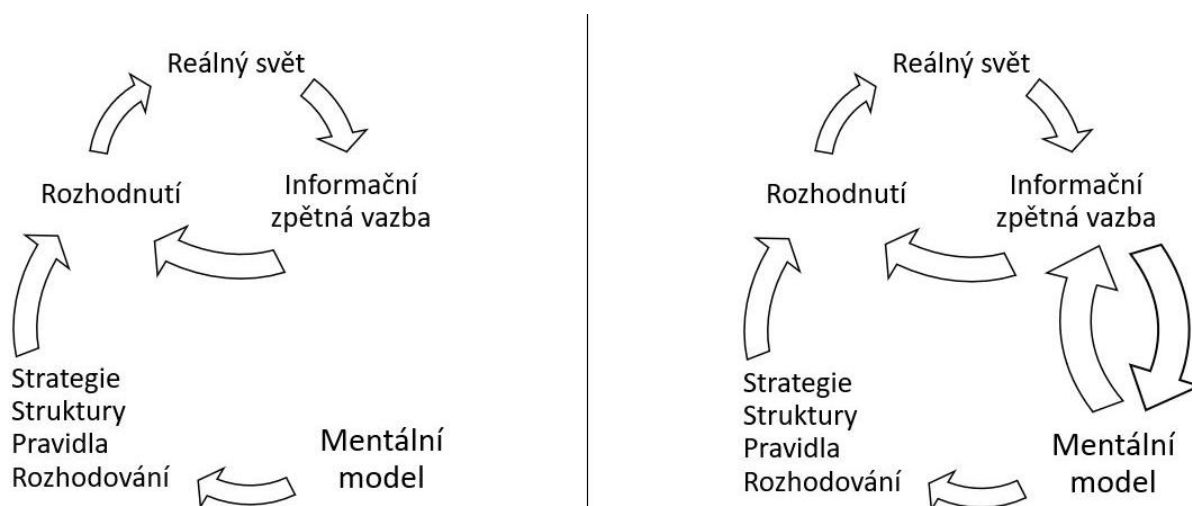 Reálný svět
Rozhodnutí
Informační
zpětná vazba
Strategie
Struktury
Pravidla
Rozhodování
Mentální
model
Reálný svět
Rozhodnutí
Informační
zpětná vazba
Strategie
Struktury
Pravidla
Rozhodování
Mentální
model